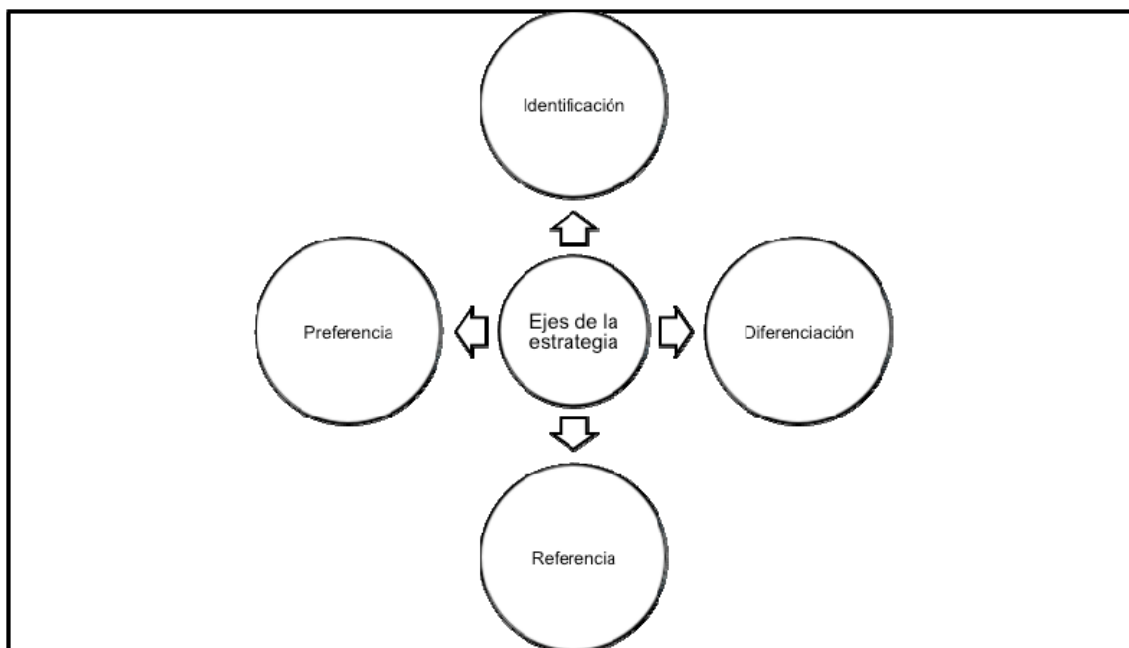 Identificación
Preferencia
Ejes de la
estrategia
Diferenciación
Referencia